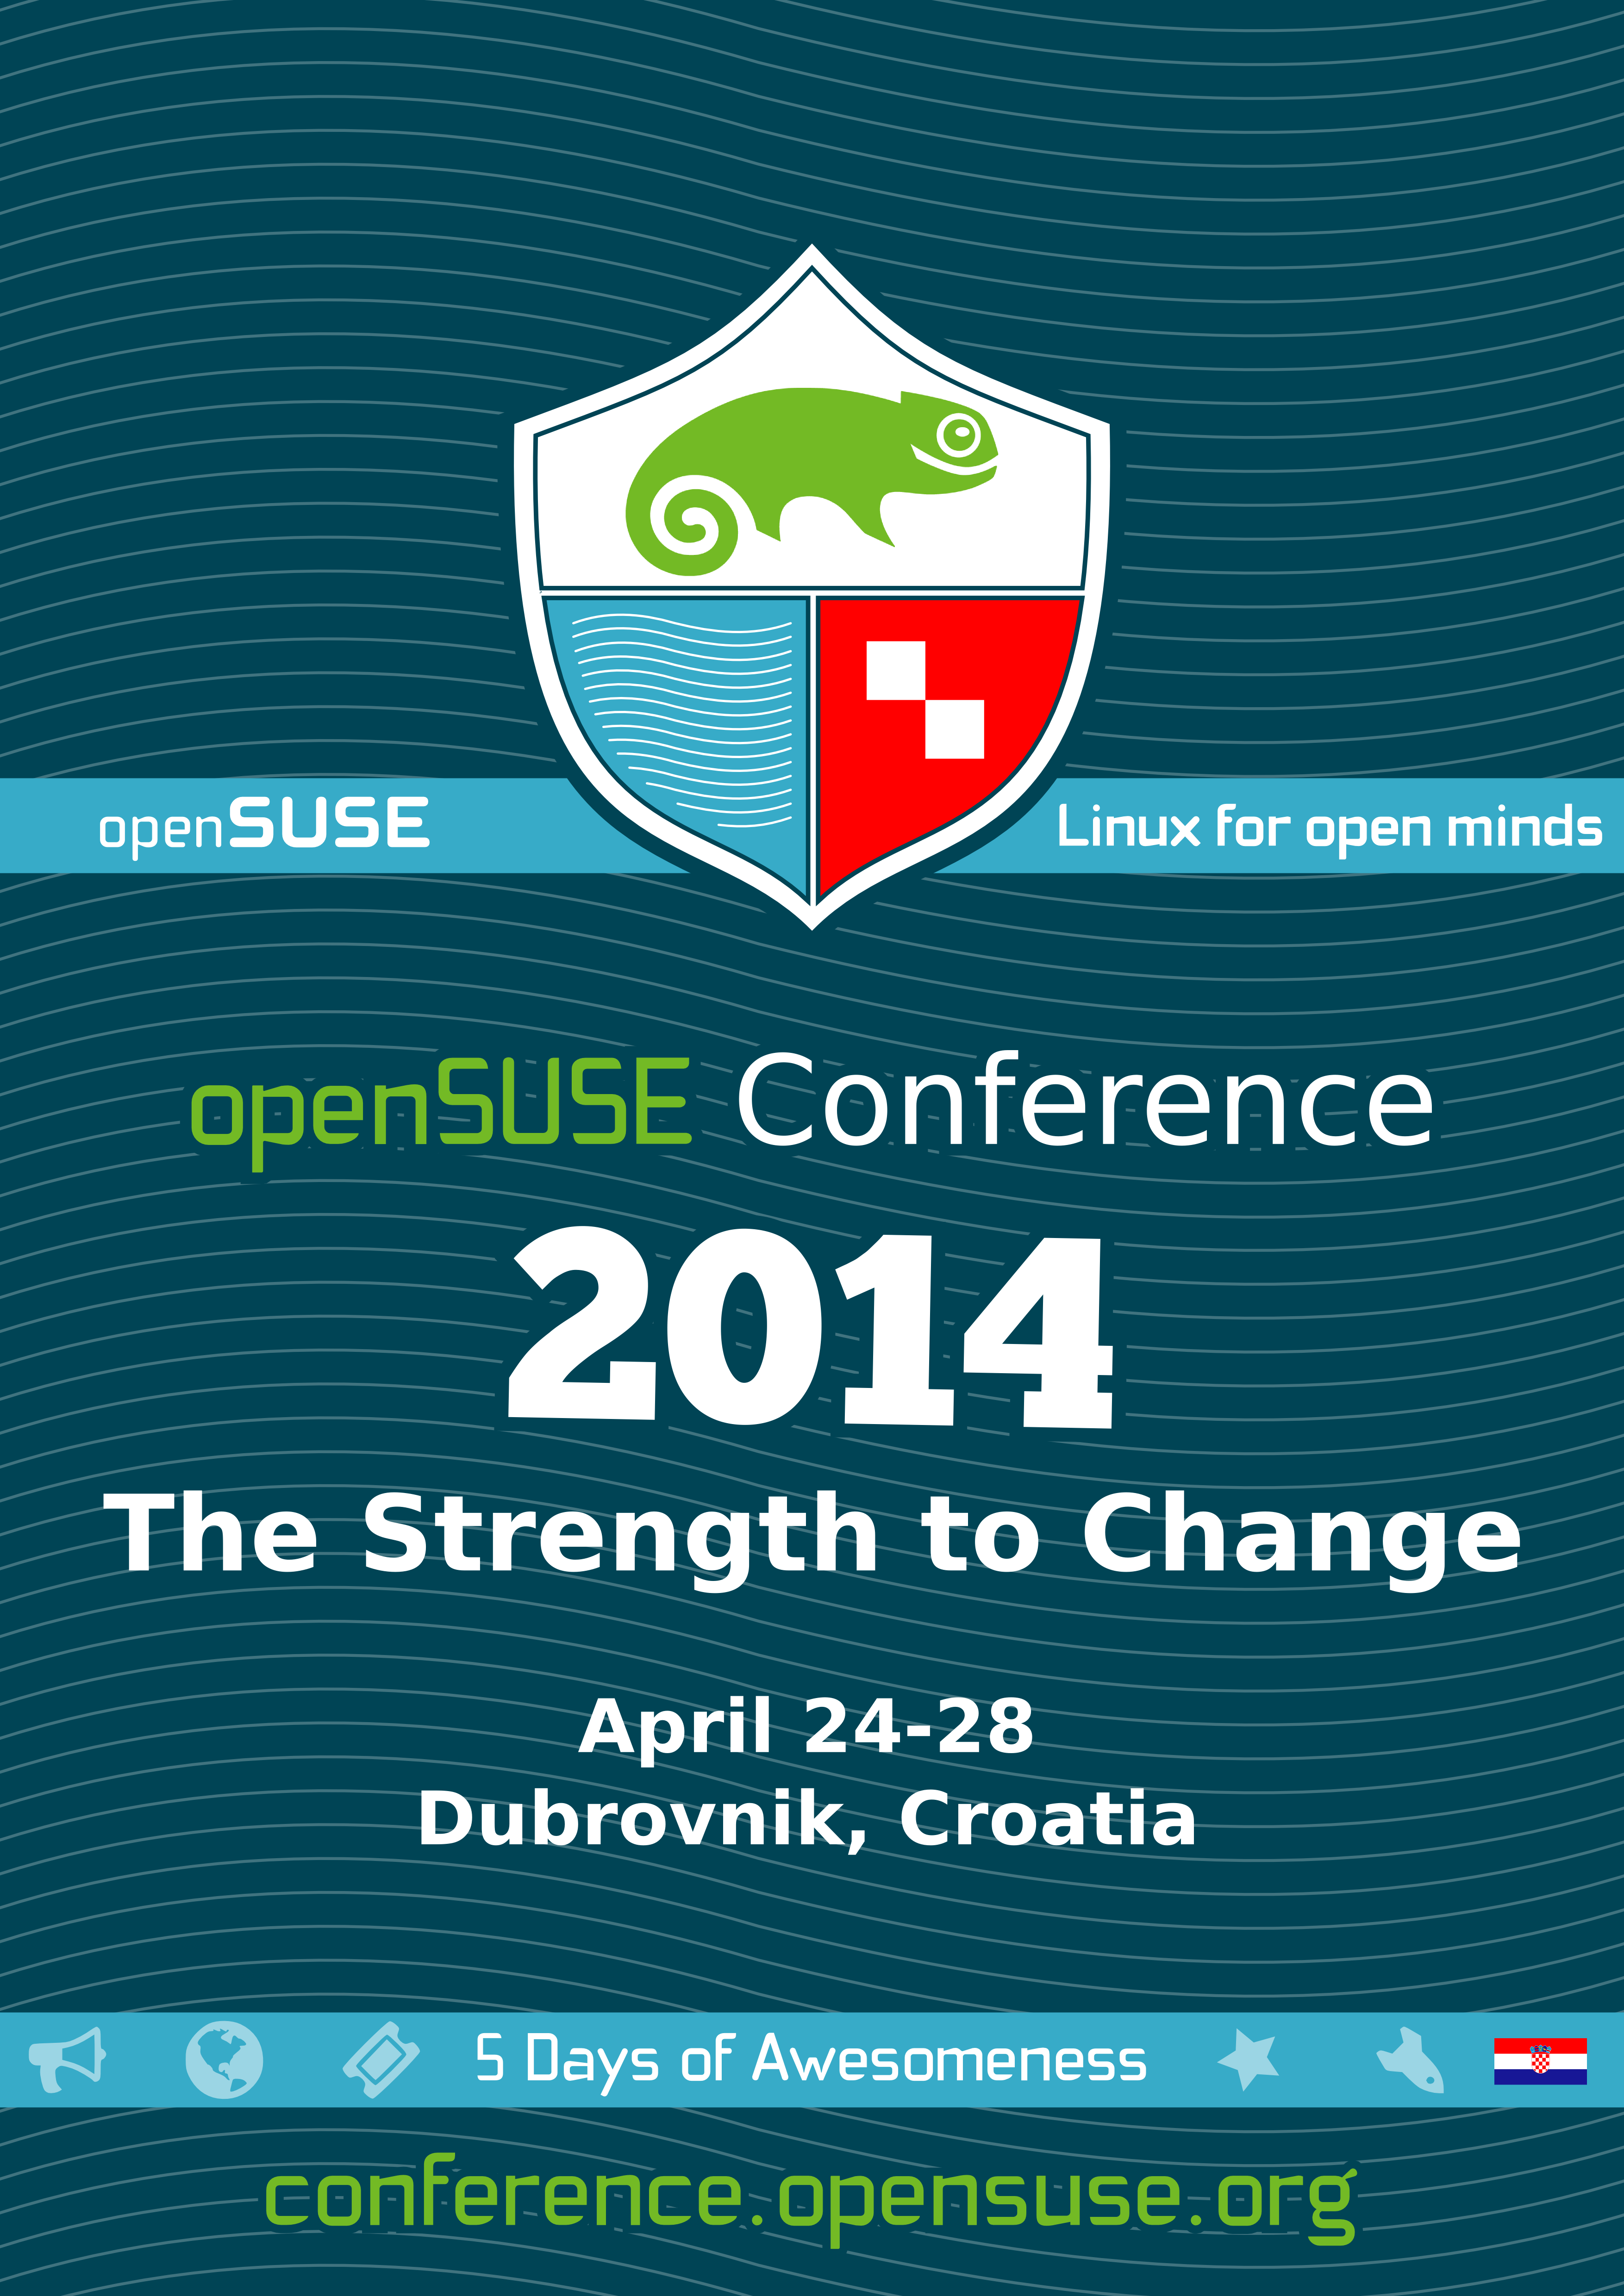 openSUSE
Linux for open minds
openSUSE Conference
2014
The Strength to Change
April 24-28
Dubrovnik, Croatia
5 Days of Awesomeness
conference.opensuse.org